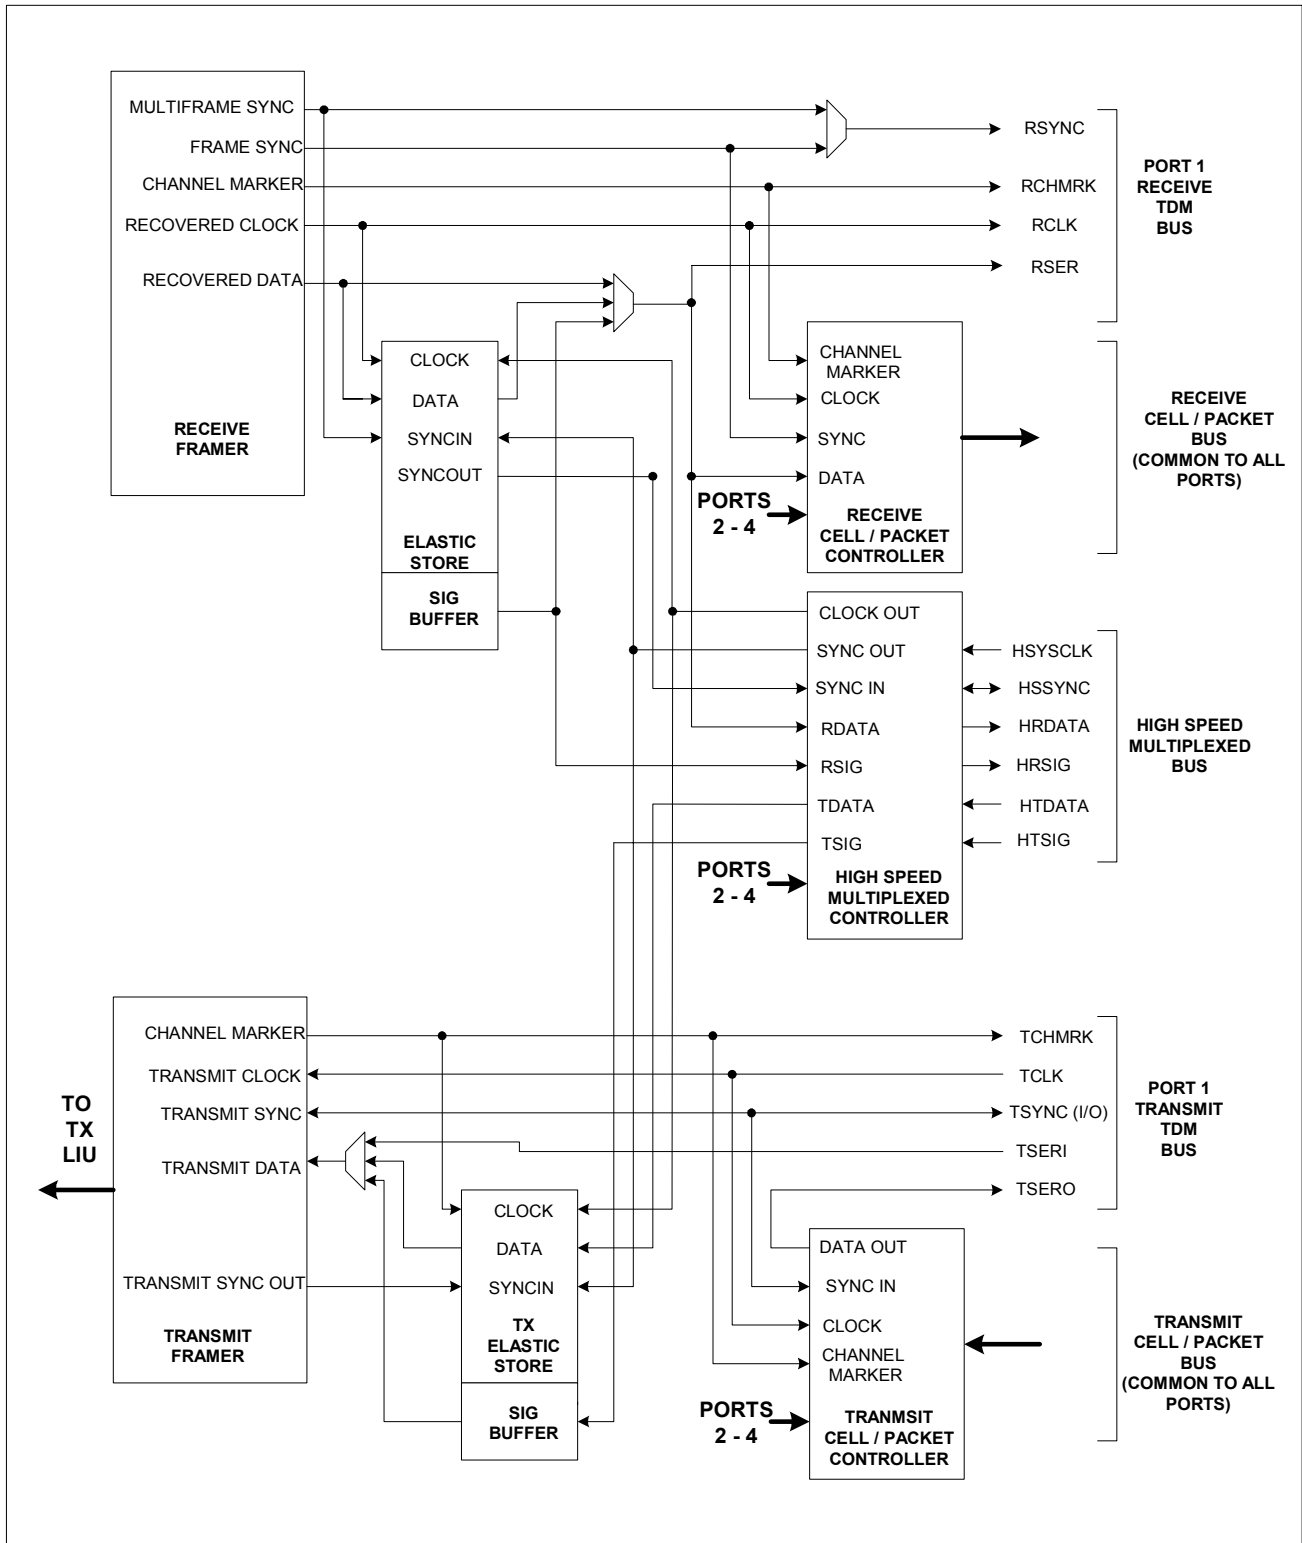 MULTIFRAME SYNC
FRAME SYNC
CHANNEL MARKER
RECOVERED CLOCK
RECOVERED DATA
RECEIVE
FRAMER
RSYNC
RCHMRK
RCLK
RSER
PORT 1
RECEIVE
TDM
BUS
CLOCK
DATA
SYNCIN
SYNCOUT
ELASTIC
STORE
SIG
BUFFER
CHANNEL
MARKER
CLOCK
SYNC
DATA
PORTS
2 - 4
RECEIVE
CELL / PACKET
CONTROLLER
RECEIVE
CELL / PACKET
BUS
(COMMON TO ALL
PORTS)
CLOCK OUT
SYNC OUT
SYNC IN
RDATA
RSIG
TDATA
TSIG
PORTS
2 - 4
HIGH SPEED
MULTIPLEXED
CONTROLLER
HSYSCLK
HSSYNC
HRDATA
HRSIG
HTDATA
HTSIG
HIGH SPEED
MULTIPLEXED
BUS
CHANNEL MARKER
TRANSMIT CLOCK
TRANSMIT SYNC
TRANSMIT DATA
TRANSMIT SYNC OUT
TRANSMIT
FRAMER
TO
TX
LIU
TCHMRK
TCLK
TSYNC (I/O)
TSERI
TSERO
PORT 1
TRANSMIT
TDM
BUS
CLOCK
DATA
SYNCIN
TX
ELASTIC
STORE
SIG
BUFFER
DATA OUT
SYNC IN
CLOCK
CHANNEL
MARKER
PORTS
2 - 4
TRANMSIT
CELL / PACKET
CONTROLLER
TRANSMIT
CELL / PACKET
BUS
(COMMON TO ALL
PORTS)